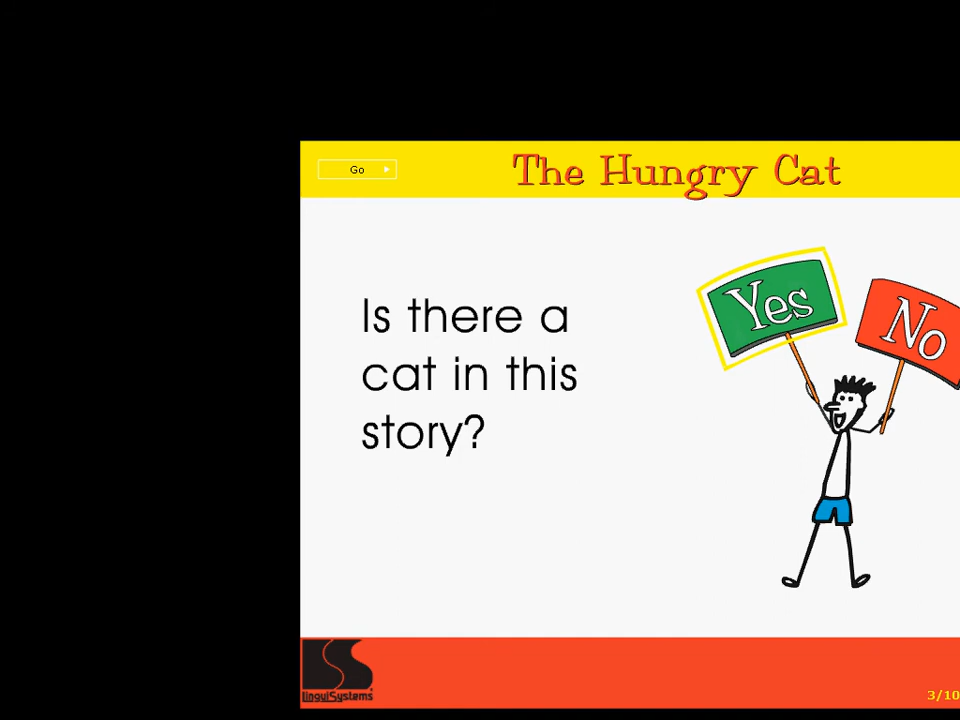 Go
The Hungry Cat
Yes
No
Is there a
cat in this
story?
LinguiSystems
3/10